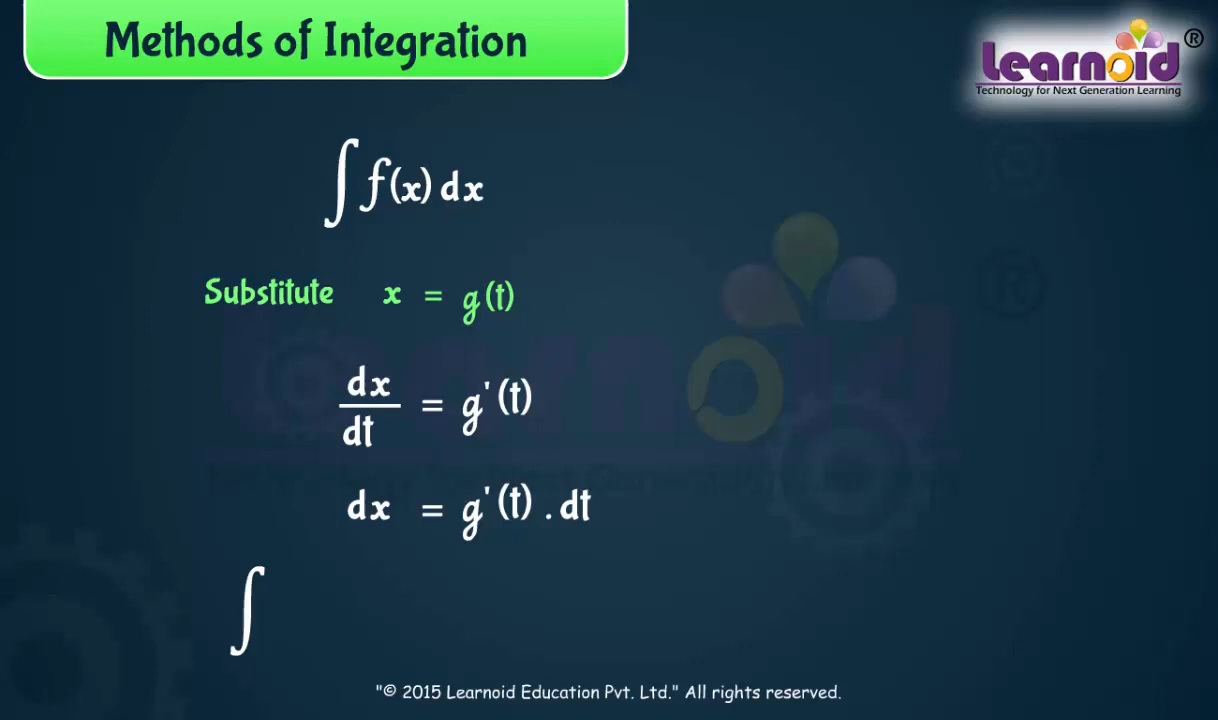 Methods of Integration
Learnoid ®
Technology for Next Generation Learning
∫ f(x) dx
Substitute x = g(t)
dx/dt = g'(t)
dx = g'(t) . dt
∫
"© 2015 Learnoid Education Pvt. Ltd." All rights reserved.